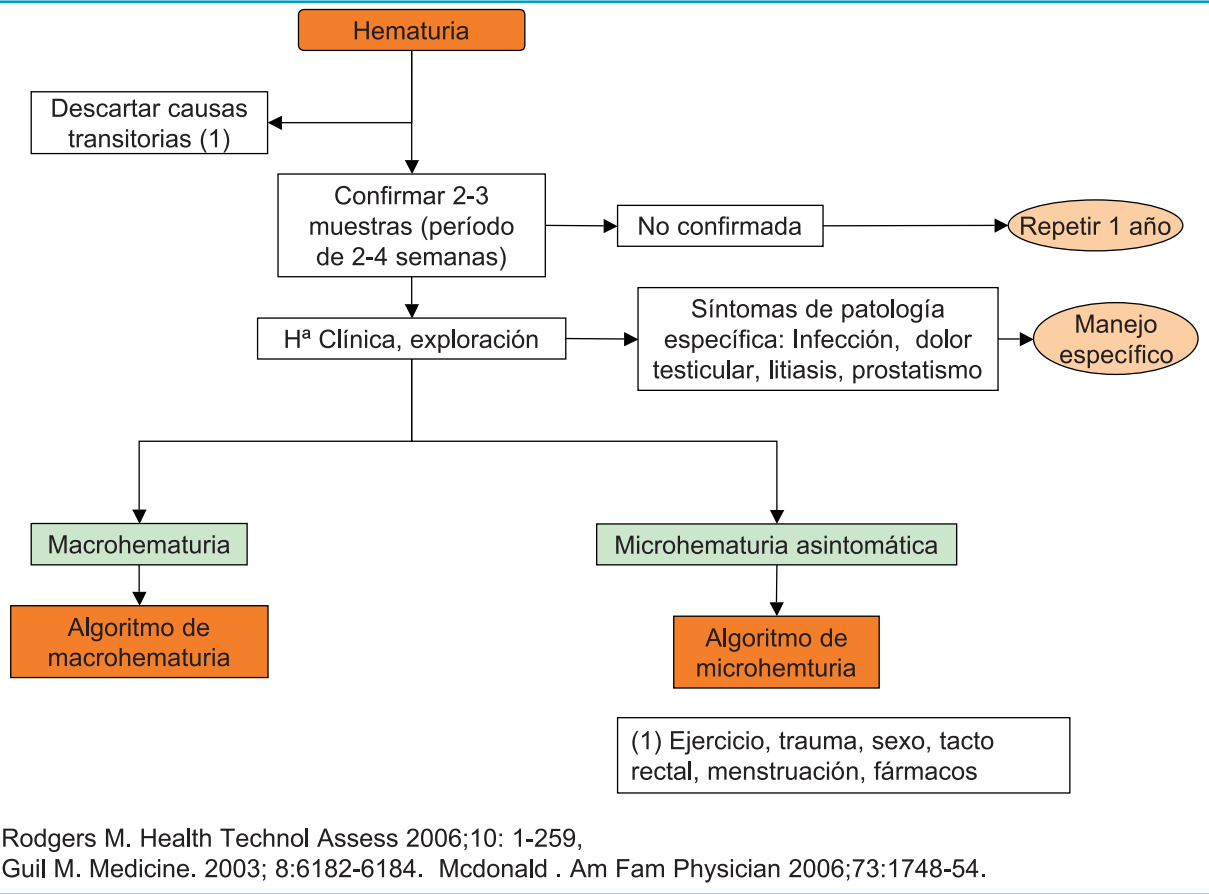 Hematuria
Descartar causas
transitorias (1)
Confirmar 2-3
muestras (período
de 2-4 semanas)
No confirmada
Repetir 1 año
Hª Clínica, exploración
Síntomas de patología
específica: Infección, dolor
testicular, litiasis, prostatismo
Manejo
específico
Macrohematuria
Microhematuria asintomática
Algoritmo de
macrohematuria
Algoritmo de
microhemturia
(1) Ejercicio, trauma, sexo, tacto
rectal, menstruación, fármacos
Rodgers M. Health Technol Assess 2006;10: 1-259,
Guil M. Medicine. 2003; 8:6182-6184. Mcdonald . Am Fam Physician 2006;73:1748-54.